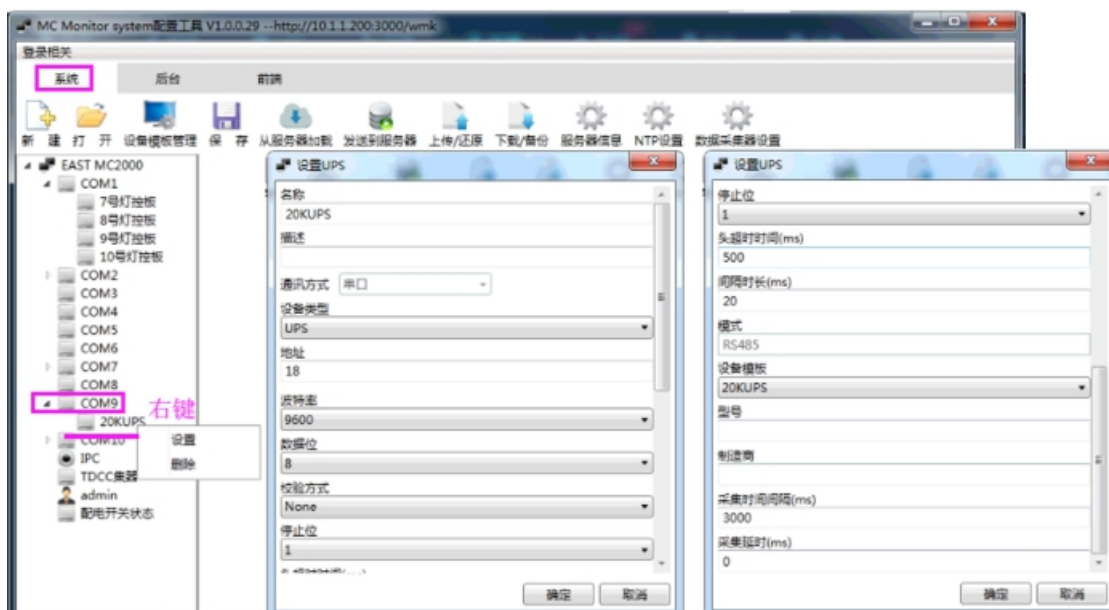 MC Monitor system配置工具 V1.0.0.29 --http://10.1.1.200:3000/wmk
登录相关
系统 后台 前端
新 建 打 开 设备模板管理 保 存 从服务器加载 发送到服务器 上传/还原 下载/备份 服务器信息 NTP设置 数据采集器设置
EAST MC2000
COM1
7号灯控板
8号灯控板
9号灯控板
10号灯控板
COM2
COM3
COM4
COM5
COM6
COM7
COM8
COM9
右键
20KUPS
COM10
IPC
TDCC集器
admin
配电开关状态
设置
删除
设置UPS
名称
20KUPS
描述
通讯方式 串口
设备类型
UPS
地址
18
波特率
9600
数据位
8
校验方式
None
停止位
1
头超时时间(ms)
确定 取消
设置UPS
停止位
1
头超时时间(ms)
500
间隔时长(ms)
20
模式
RS485
设备模板
20KUPS
型号
制造商
采集时间间隔(ms)
3000
采集延时(ms)
0
确定 取消